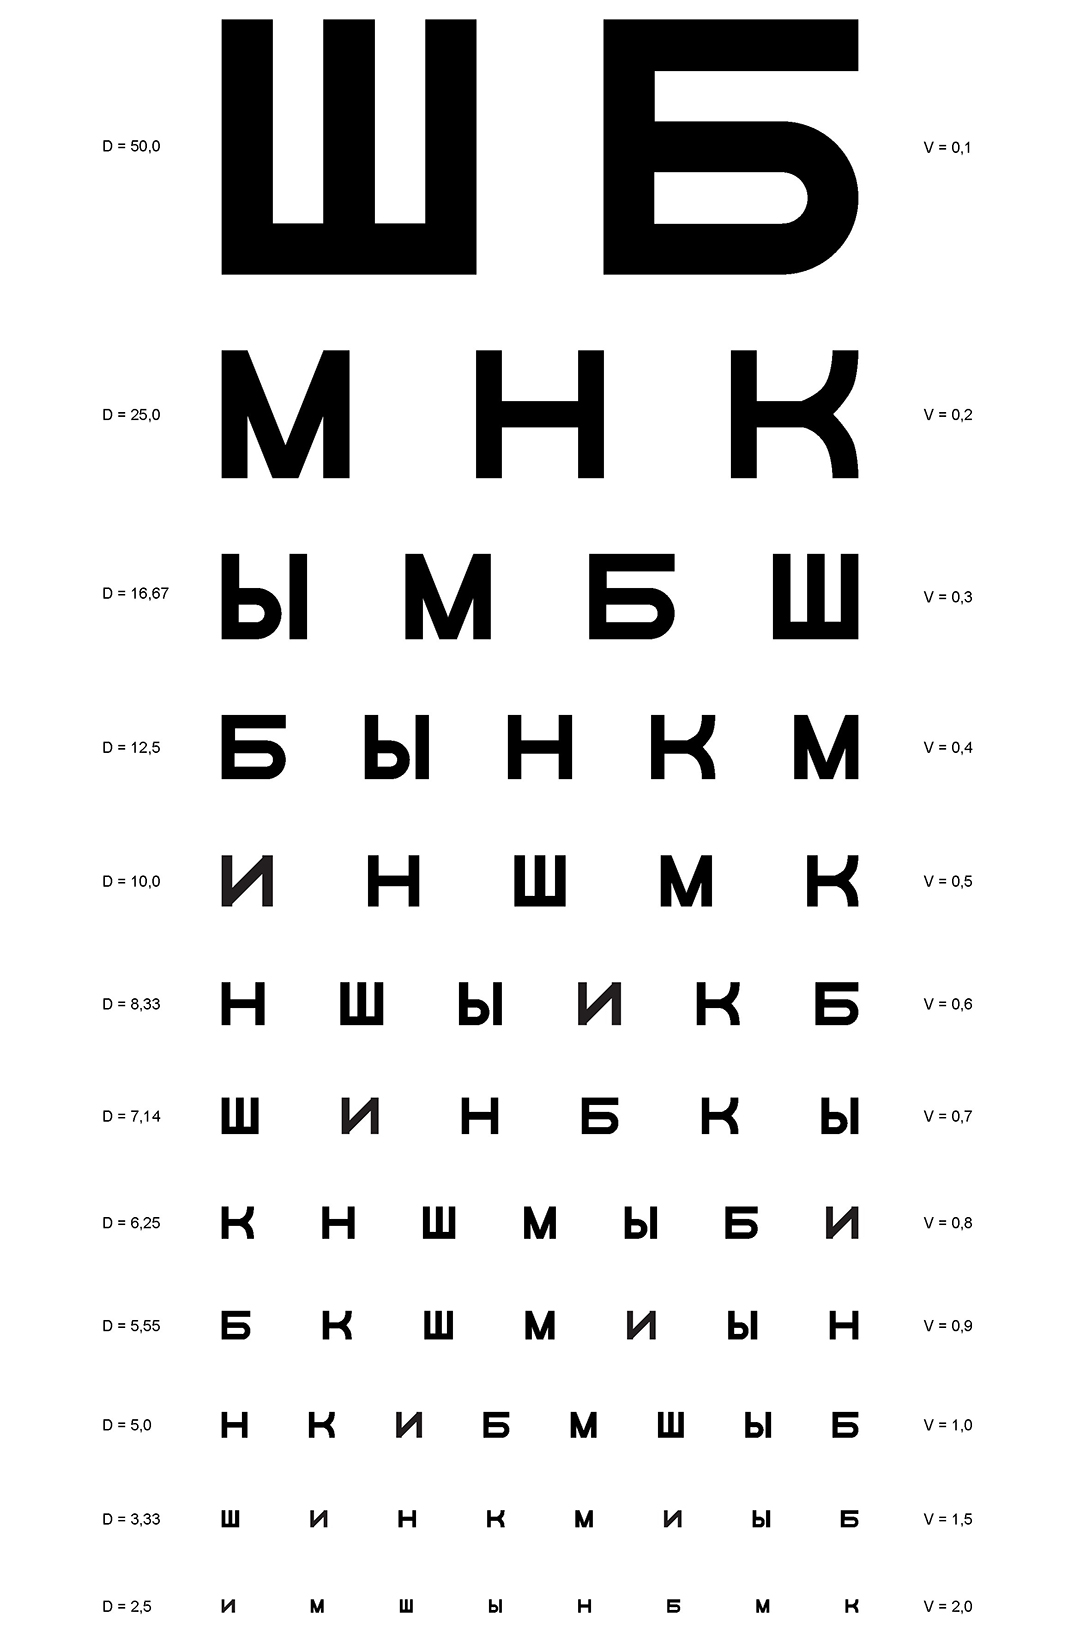 D = 50,0 Ш Б V = 0,1
D = 25,0 М Н К V = 0,2
D = 16,67 Ы М Б Ш V = 0,3
D = 12,5 Б Ы Н К М V = 0,4
D = 10,0 И Н Ш М К V = 0,5
D = 8,33 Н Ш Ы И К Б V = 0,6
D = 7,14 Ш И Н Б К Ы V = 0,7
D = 6,25 К Н Ш М Ы Б И V = 0,8
D = 5,55 Б К Ш М И Ы Н V = 0,9
D = 5,0 Н К И Б М Ш Ы Б V = 1,0
D = 3,33 Ш И Н К М И Ы Б V = 1,5
D = 2,5 И М Ш Ы Н Б М К V = 2,0